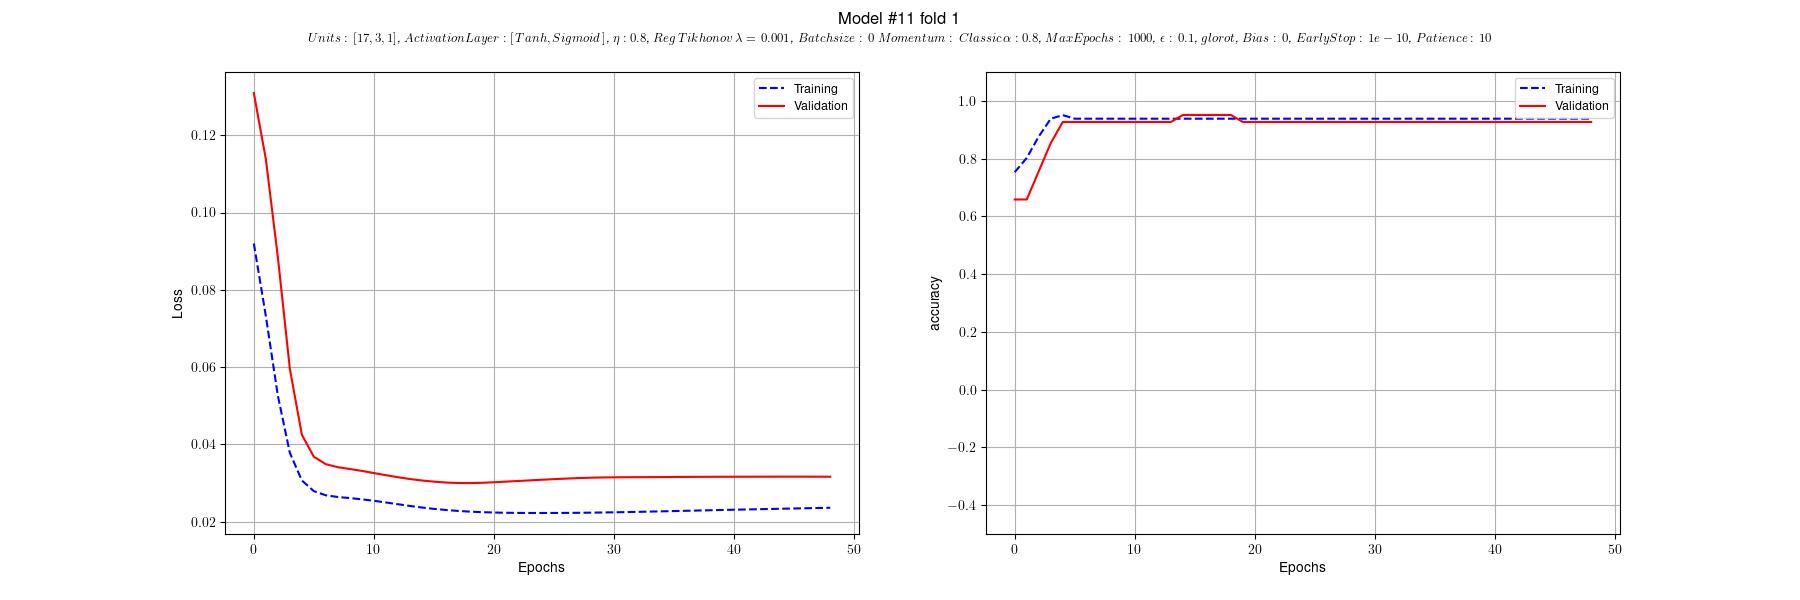 Model #11 fold 1
Units : [17, 3, 1], ActivationLayer : [Tanh, Sigmoid], η : 0.8, Reg Tikhonov λ = 0.001, Batchsize : 0 Momentum : Classicα : 0.8, MaxEpochs : 1000, ϵ : 0.1, glorot, Bias : 0, EarlyStop : 1e − 10, Patience : 10
Training
Validation
0.12
0.10
0.08
0.06
0.04
0.02
Loss
0 10 20 30 40 50
Epochs
Training
Validation
1.0
0.8
0.6
0.4
0.2
0.0
−0.2
−0.4
accuracy
0 10 20 30 40 50
Epochs